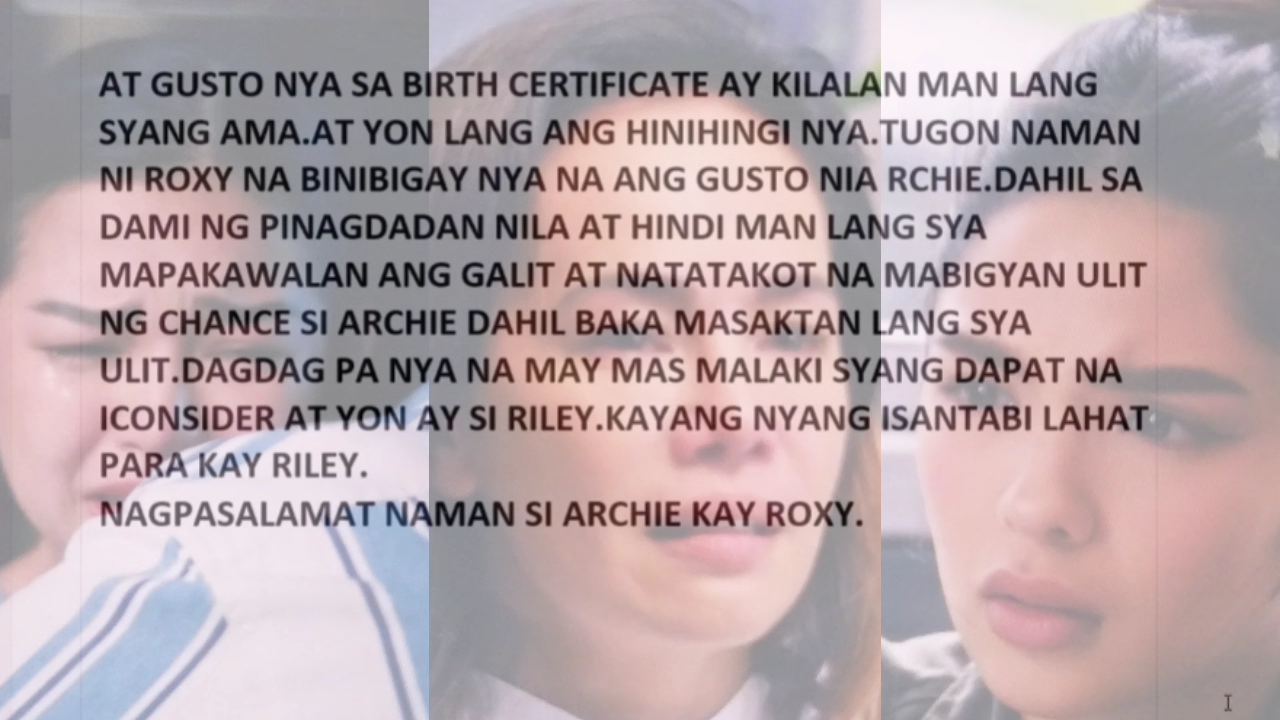 AT GUSTO NYA SA BIRTH CERTIFICATE AY KILALAN MAN LANG
SYANG AMA.AT YON LANG ANG HINIHINGI NYA.TUGON NAMAN
NI ROXY NA BINIBIGAY NYA NA ANG GUSTO NIA RCHIE.DAHIL SA
DAMI NG PINAGDADAN NILA AT HINDI MAN LANG SYA
MAPAKAWALAN ANG GALIT AT NATATAKOT NA MABIGYAN ULIT
NG CHANCE SI ARCHIE DAHIL BAKA MASAKTAN LANG SYA
ULIT.DAGDAG PA NYA NA MAY MAS MALAKI SYANG DAPAT NA
ICONSIDER AT YON AY SI RILEY.KAYANG NYANG ISANTABI LAHAT
PARA KAY RILEY.
NAGPASALAMAT NAMAN SI ARCHIE KAY ROXY.